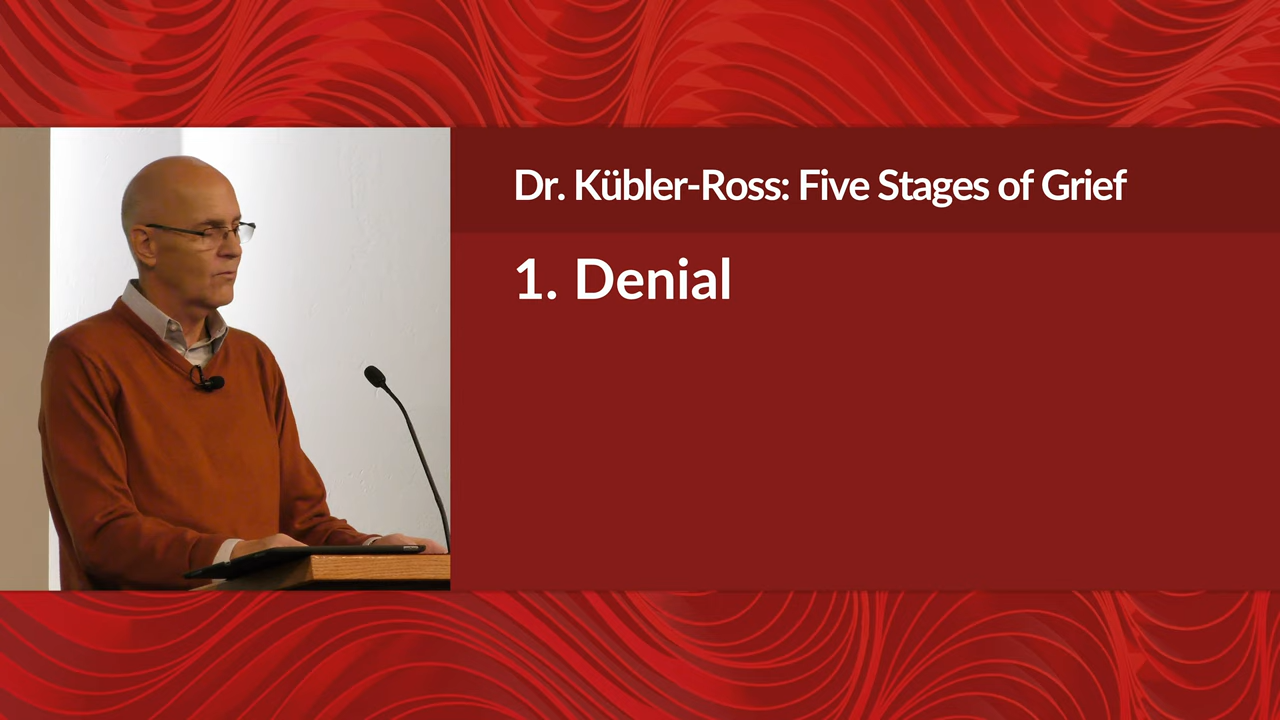 Dr. Kübler-Ross: Five Stages of Grief
1. Denial